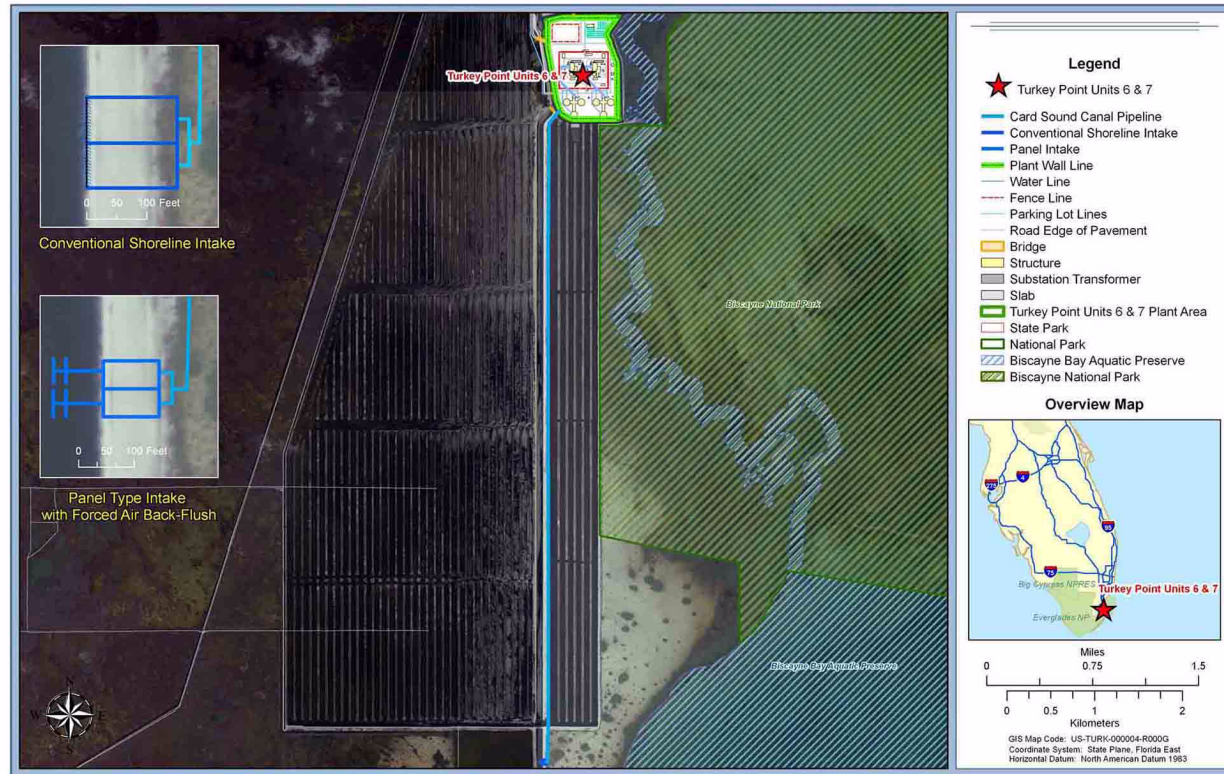 Turkey Point Units 6 & 7
0 50 100 Feet
Conventional Shoreline Intake
0 50 100 Feet
Panel Type Intake
with Forced Air Back-Flush
Biscayne National Park
Biscayne Bay Aquatic Preserve
N
W E
S
Legend
Turkey Point Units 6 & 7
Card Sound Canal Pipeline
Conventional Shoreline Intake
Panel Intake
Plant Wall Line
Water Line
Fence Line
Parking Lot Lines
Road Edge of Pavement
Bridge
Structure
Substation Transformer
Slab
Turkey Point Units 6 & 7 Plant Area
State Park
National Park
Biscayne Bay Aquatic Preserve
Biscayne National Park
Overview Map
275
4
95
75
Big Cypress NPRES
Turkey Point Units 6 & 7
Everglades NP
Miles
0 0.75 1.5
0 0.5 1 2
Kilometers
GIS Map Code: US-TURK-000004-R000G
Coordinate System: State Plane, Florida East
Horizontal Datum: North American Datum 1983